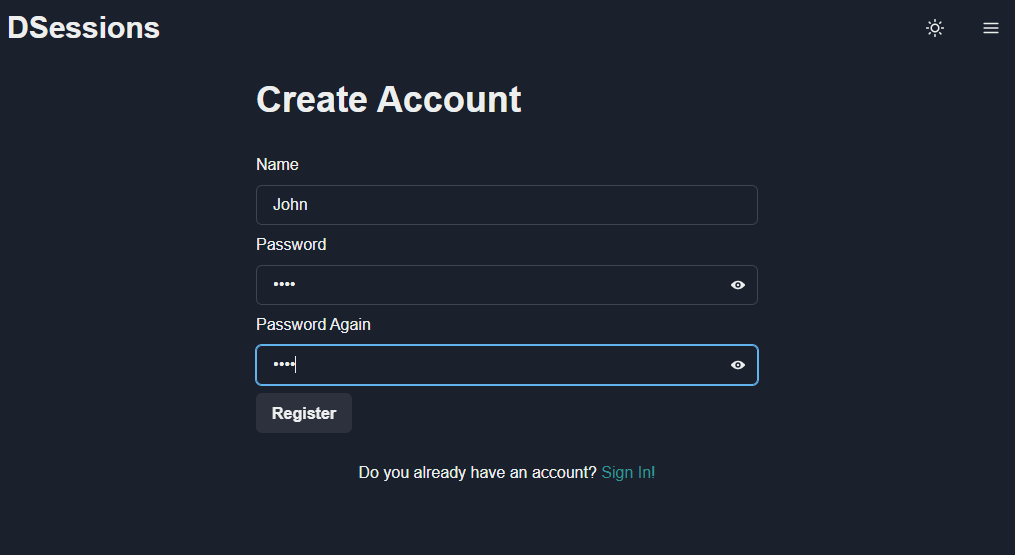 DSessions
Create Account
Name
John
Password
••••
Password Again
••••
Register
Do you already have an account? Sign In!